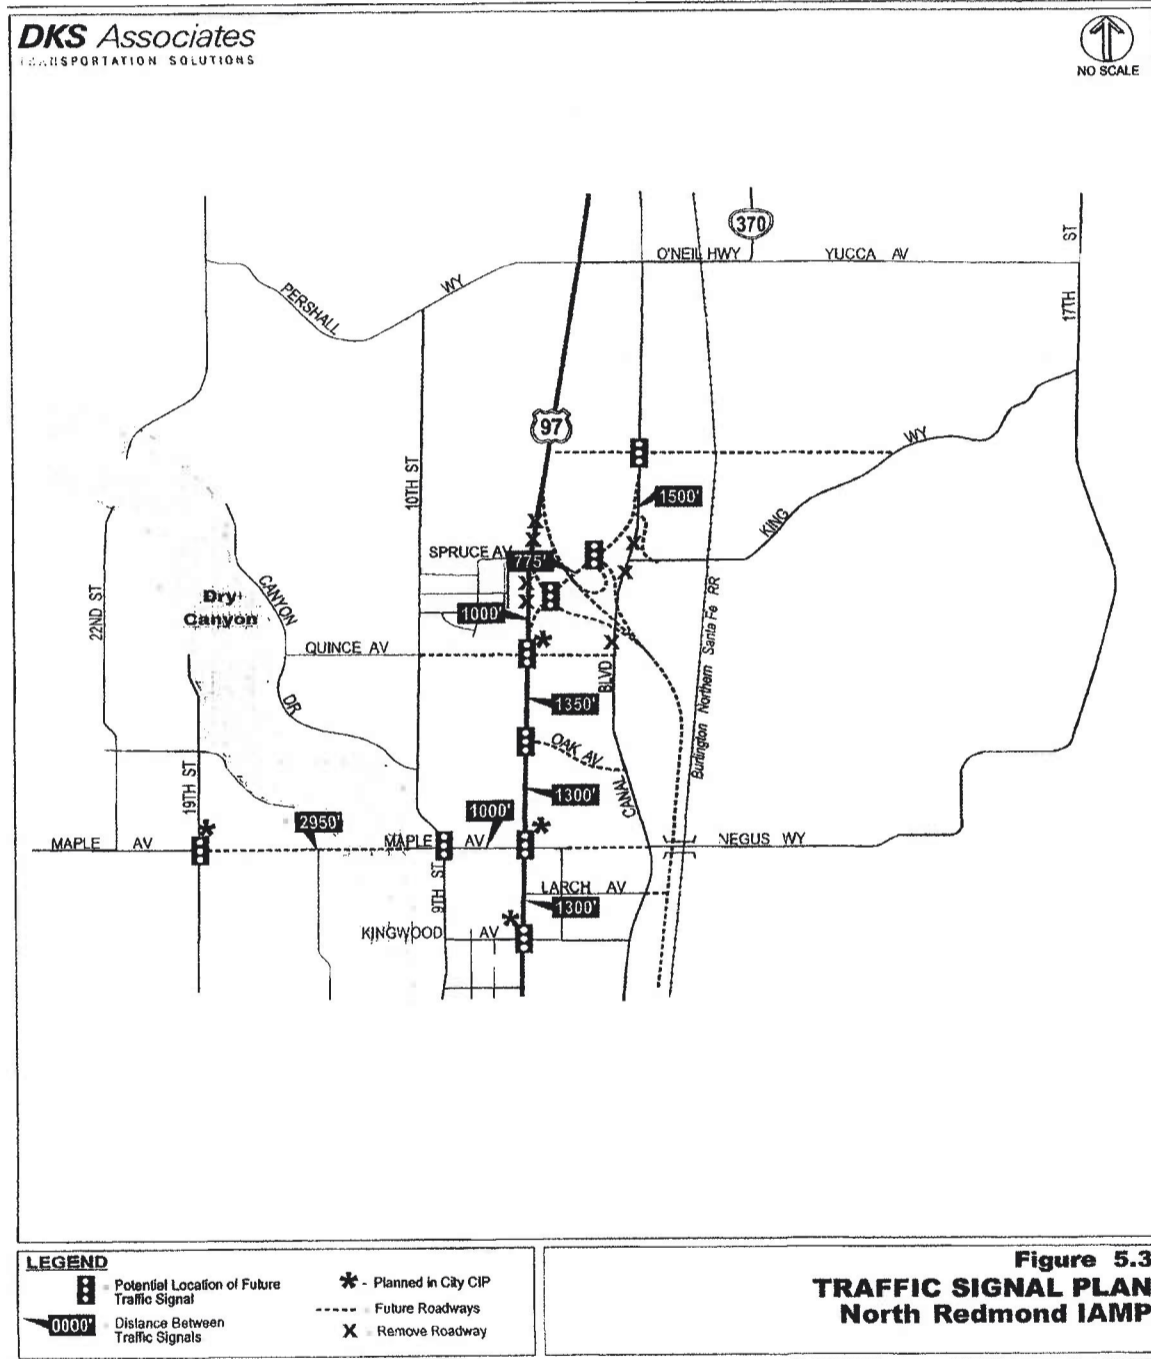 DKS Associates
TRANSPORTATION SOLUTIONS
NO SCALE
370
O'NEIL HWY
YUCCA AV
17TH ST
PERSHALL WY
97
10TH ST
KING WY
1500'
SPRUCE AV
775'
22ND ST
Dry
Canyon
CANYON DR
1000'
QUINCE AV
BLVD
Burlington Northern Santa Fe RR
1350'
OAK AV
CANAL
19TH ST
1300'
2950'
1000'
MAPLE AV
MAPLE AV
NEGUS WY
9TH ST
LARCH AV
1300'
KINGWOOD AV
LEGEND
- Potential Location of Future
Traffic Signal
0000' - Distance Between
Traffic Signals
* - Planned in City CIP
- Future Roadways
X - Remove Roadway
Figure 5.3
TRAFFIC SIGNAL PLAN
North Redmond IAMP